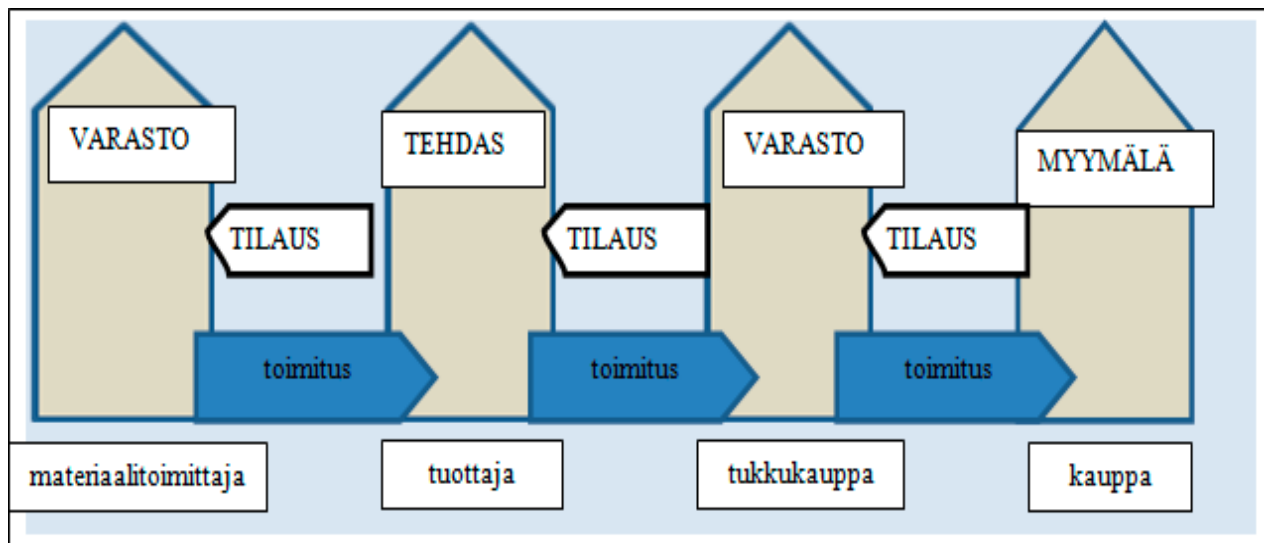 VARASTO
TEHDAS
VARASTO
MYYMÄLÄ
TILAUS
TILAUS
TILAUS
toimitus
toimitus
toimitus
materiaalitoimittaja
tuottaja
tukkukauppa
kauppa